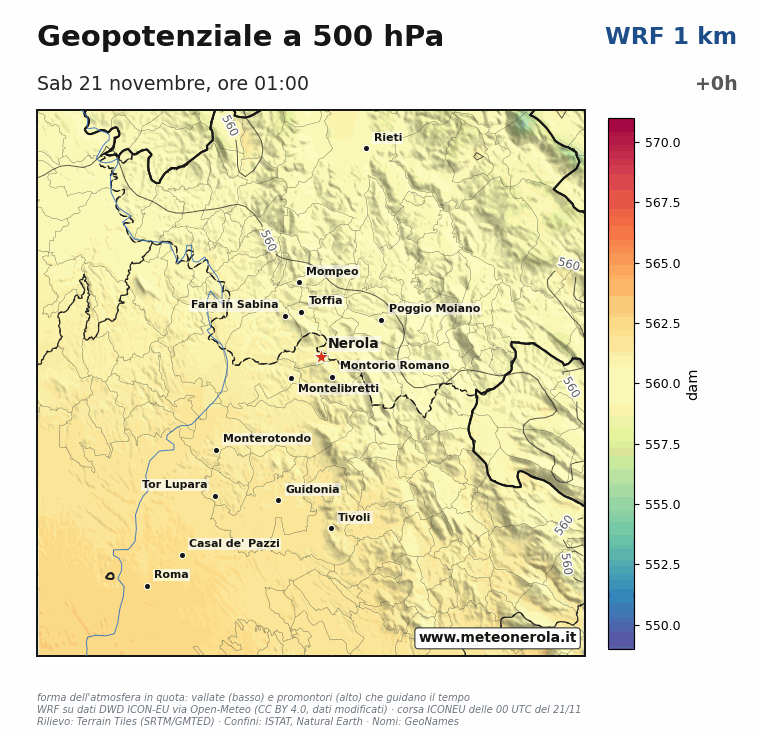 Geopotenziale a 500 hPa
WRF 1 km
Sab 21 novembre, ore 01:00
+0h
560
Rieti
570.0
560
560
567.5
Mompeo
565.0
Fara in Sabina
Toffia
Poggio Moiano
562.5
Nerola
Montorio Romano
Montelibretti
560
560.0
dam
Monterotondo
557.5
Tor Lupara
Guidonia
Tivoli
560
555.0
Casal de' Pazzi
560
552.5
Roma
550.0
www.meteonerola.it
forma dell'atmosfera in quota: vallate (basso) e promontori (alto) che guidano il tempo
WRF su dati DWD ICON-EU via Open-Meteo (CC BY 4.0, dati modificati) · corsa ICONEU delle 00 UTC del 21/11
Rilievo: Terrain Tiles (SRTM/GMTED) · Confini: ISTAT, Natural Earth · Nomi: GeoNames